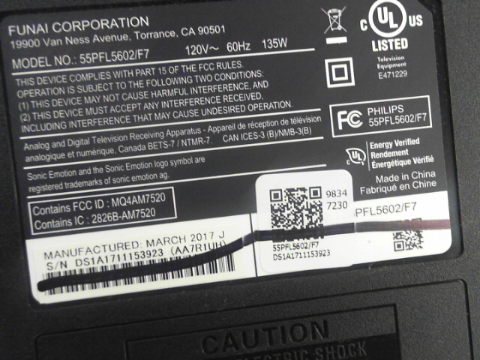 FUNAI CORPORATION
19900 Van Ness Avenue, Torrance, CA 90501
MODEL NO.: 55PFL5602/F7 120V~ 60Hz 135W
THIS DEVICE COMPLIES WITH PART 15 OF THE FCC RULES.
OPERATION IS SUBJECT TO THE FOLLOWING TWO CONDITIONS:
(1) THIS DEVICE MAY NOT CAUSE HARMFUL INTERFERENCE, AND
(2) THIS DEVICE MUST ACCEPT ANY INTERFERENCE RECEIVED,
INCLUDING INTERFERENCE THAT MAY CAUSE UNDESIRED OPERATION
Analog and Digital Television Receiving Apparatus - Appareil de réception de télévision
analogique et numérique, Canada BETS-7 / NTMR-7. CAN ICES-3 (B)/NMB-3(B)
Sonic Emotion and the Sonic Emotion logo symbol are
registered trademarks of sonic emotion ag.
Contains FCC ID : MQ4AM7520
Contains IC : 2826B-AM7520
C UL US
LISTED
Television
Equipment
E471229
FC PHILIPS
55PFL5602/F7
UL Energy Verified
Rendement
Énergétique Vérifié
Made in China
Fabriqué en China
MANUFACTURED: MARCH 2017 J
S/N DS1A1711153923 (AA7R1UH)
9834
7230
55PFL5602/F7
DS1A1711153923
PFL5602/F7
CAUTION
ELECTRIC SHOCK